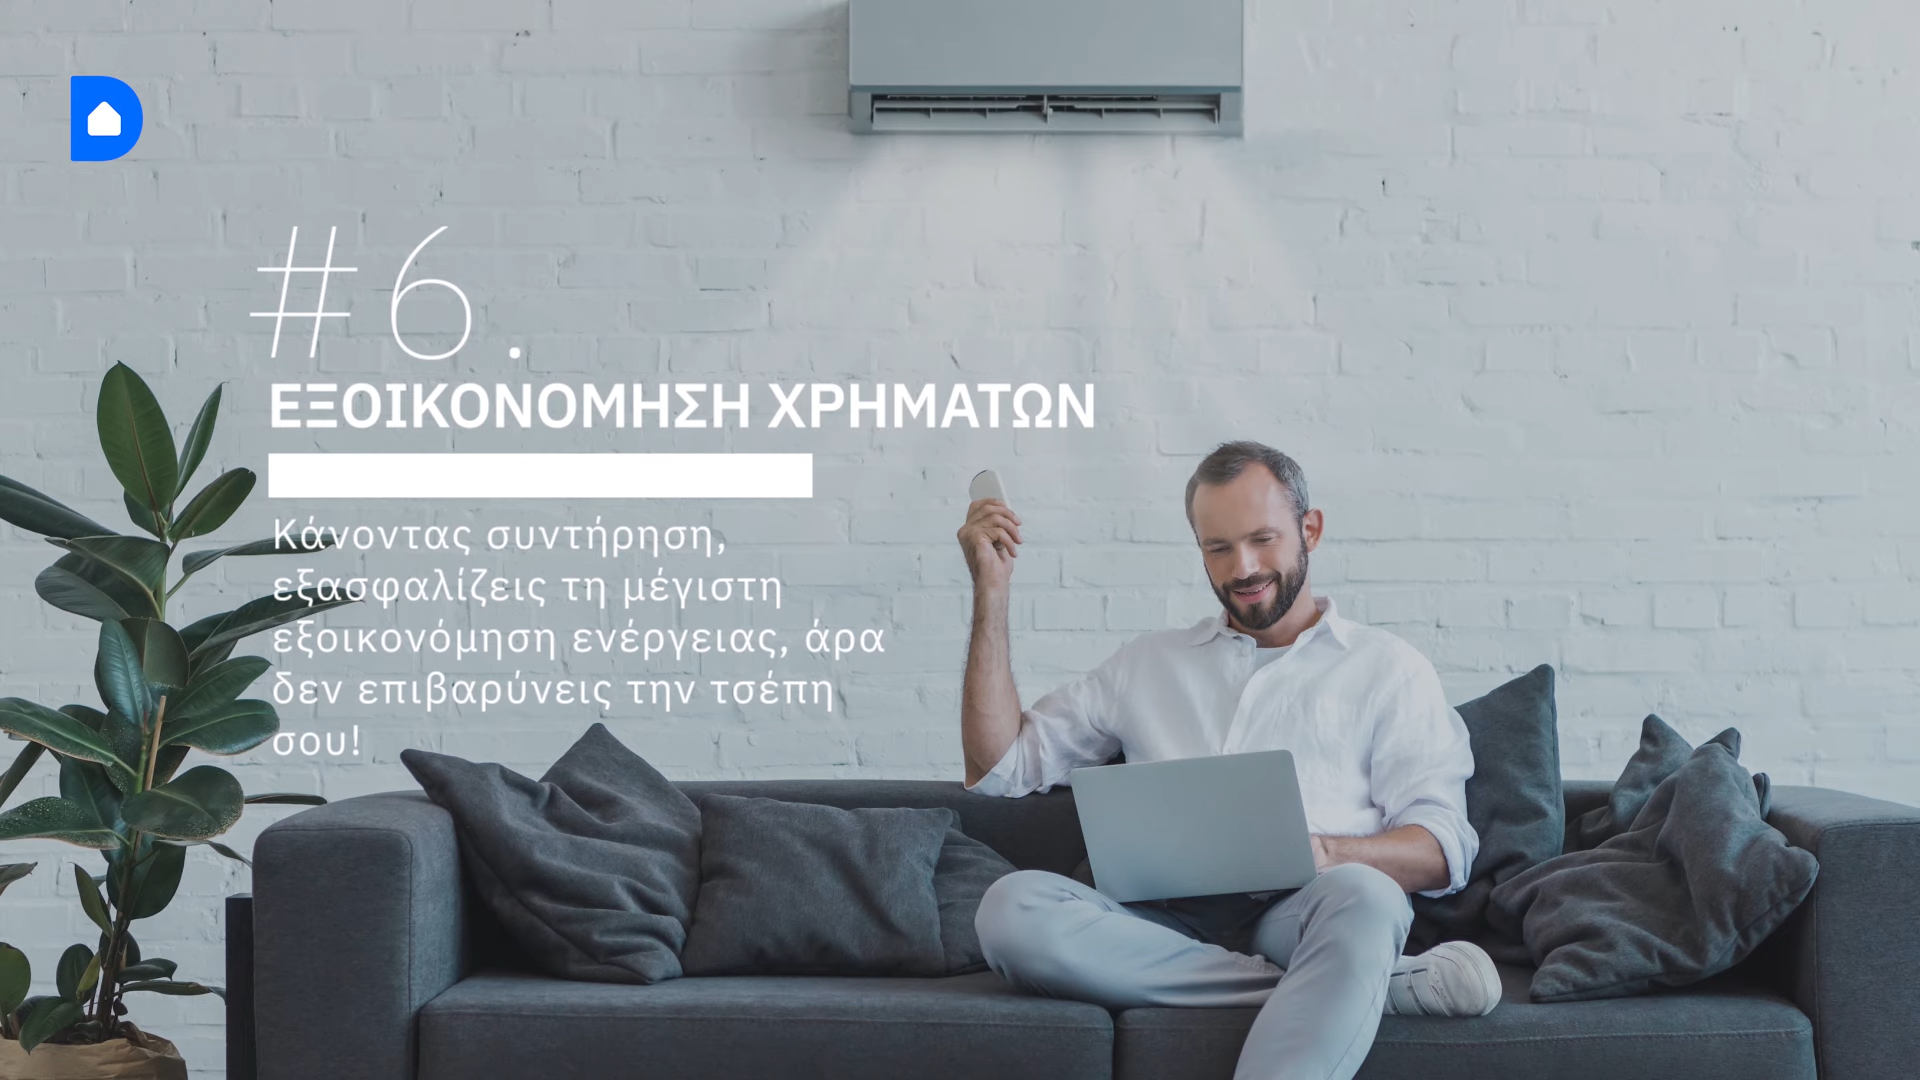 #6.
ΕΞΟΙΚΟΝΟΜΗΣΗ ΧΡΗΜΑΤΩΝ
Κάνοντας συντήρηση,
εξασφαλίζεις τη μέγιστη
εξοικονόμηση ενέργειας, άρα
δεν επιβαρύνεις την τσέπη
σου!